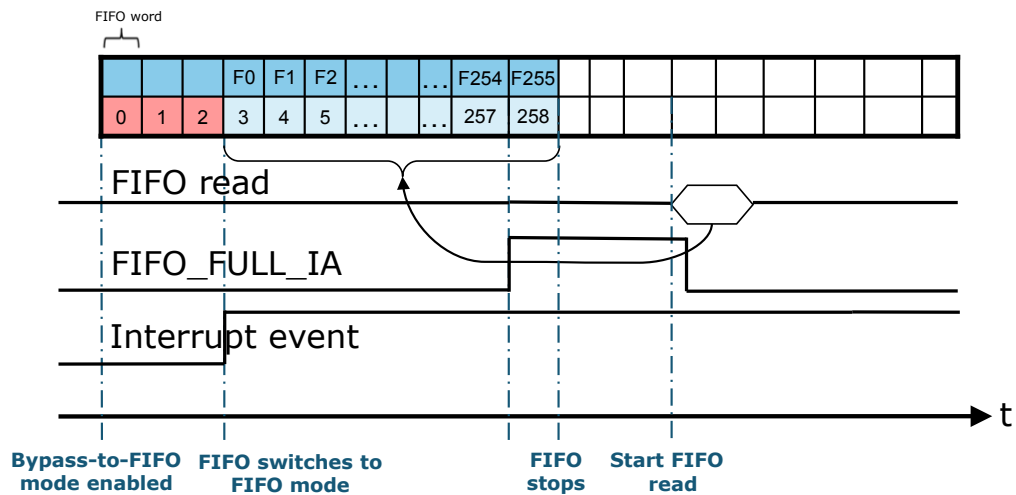 FIFO word
F0 F1 F2 ... ... F254 F255
0 1 2 3 4 5 ... ... 257 258
FIFO read
FIFO_FULL_IA
Interrupt event
t
Bypass-to-FIFO
mode enabled
FIFO switches to
FIFO mode
FIFO
stops
Start FIFO
read